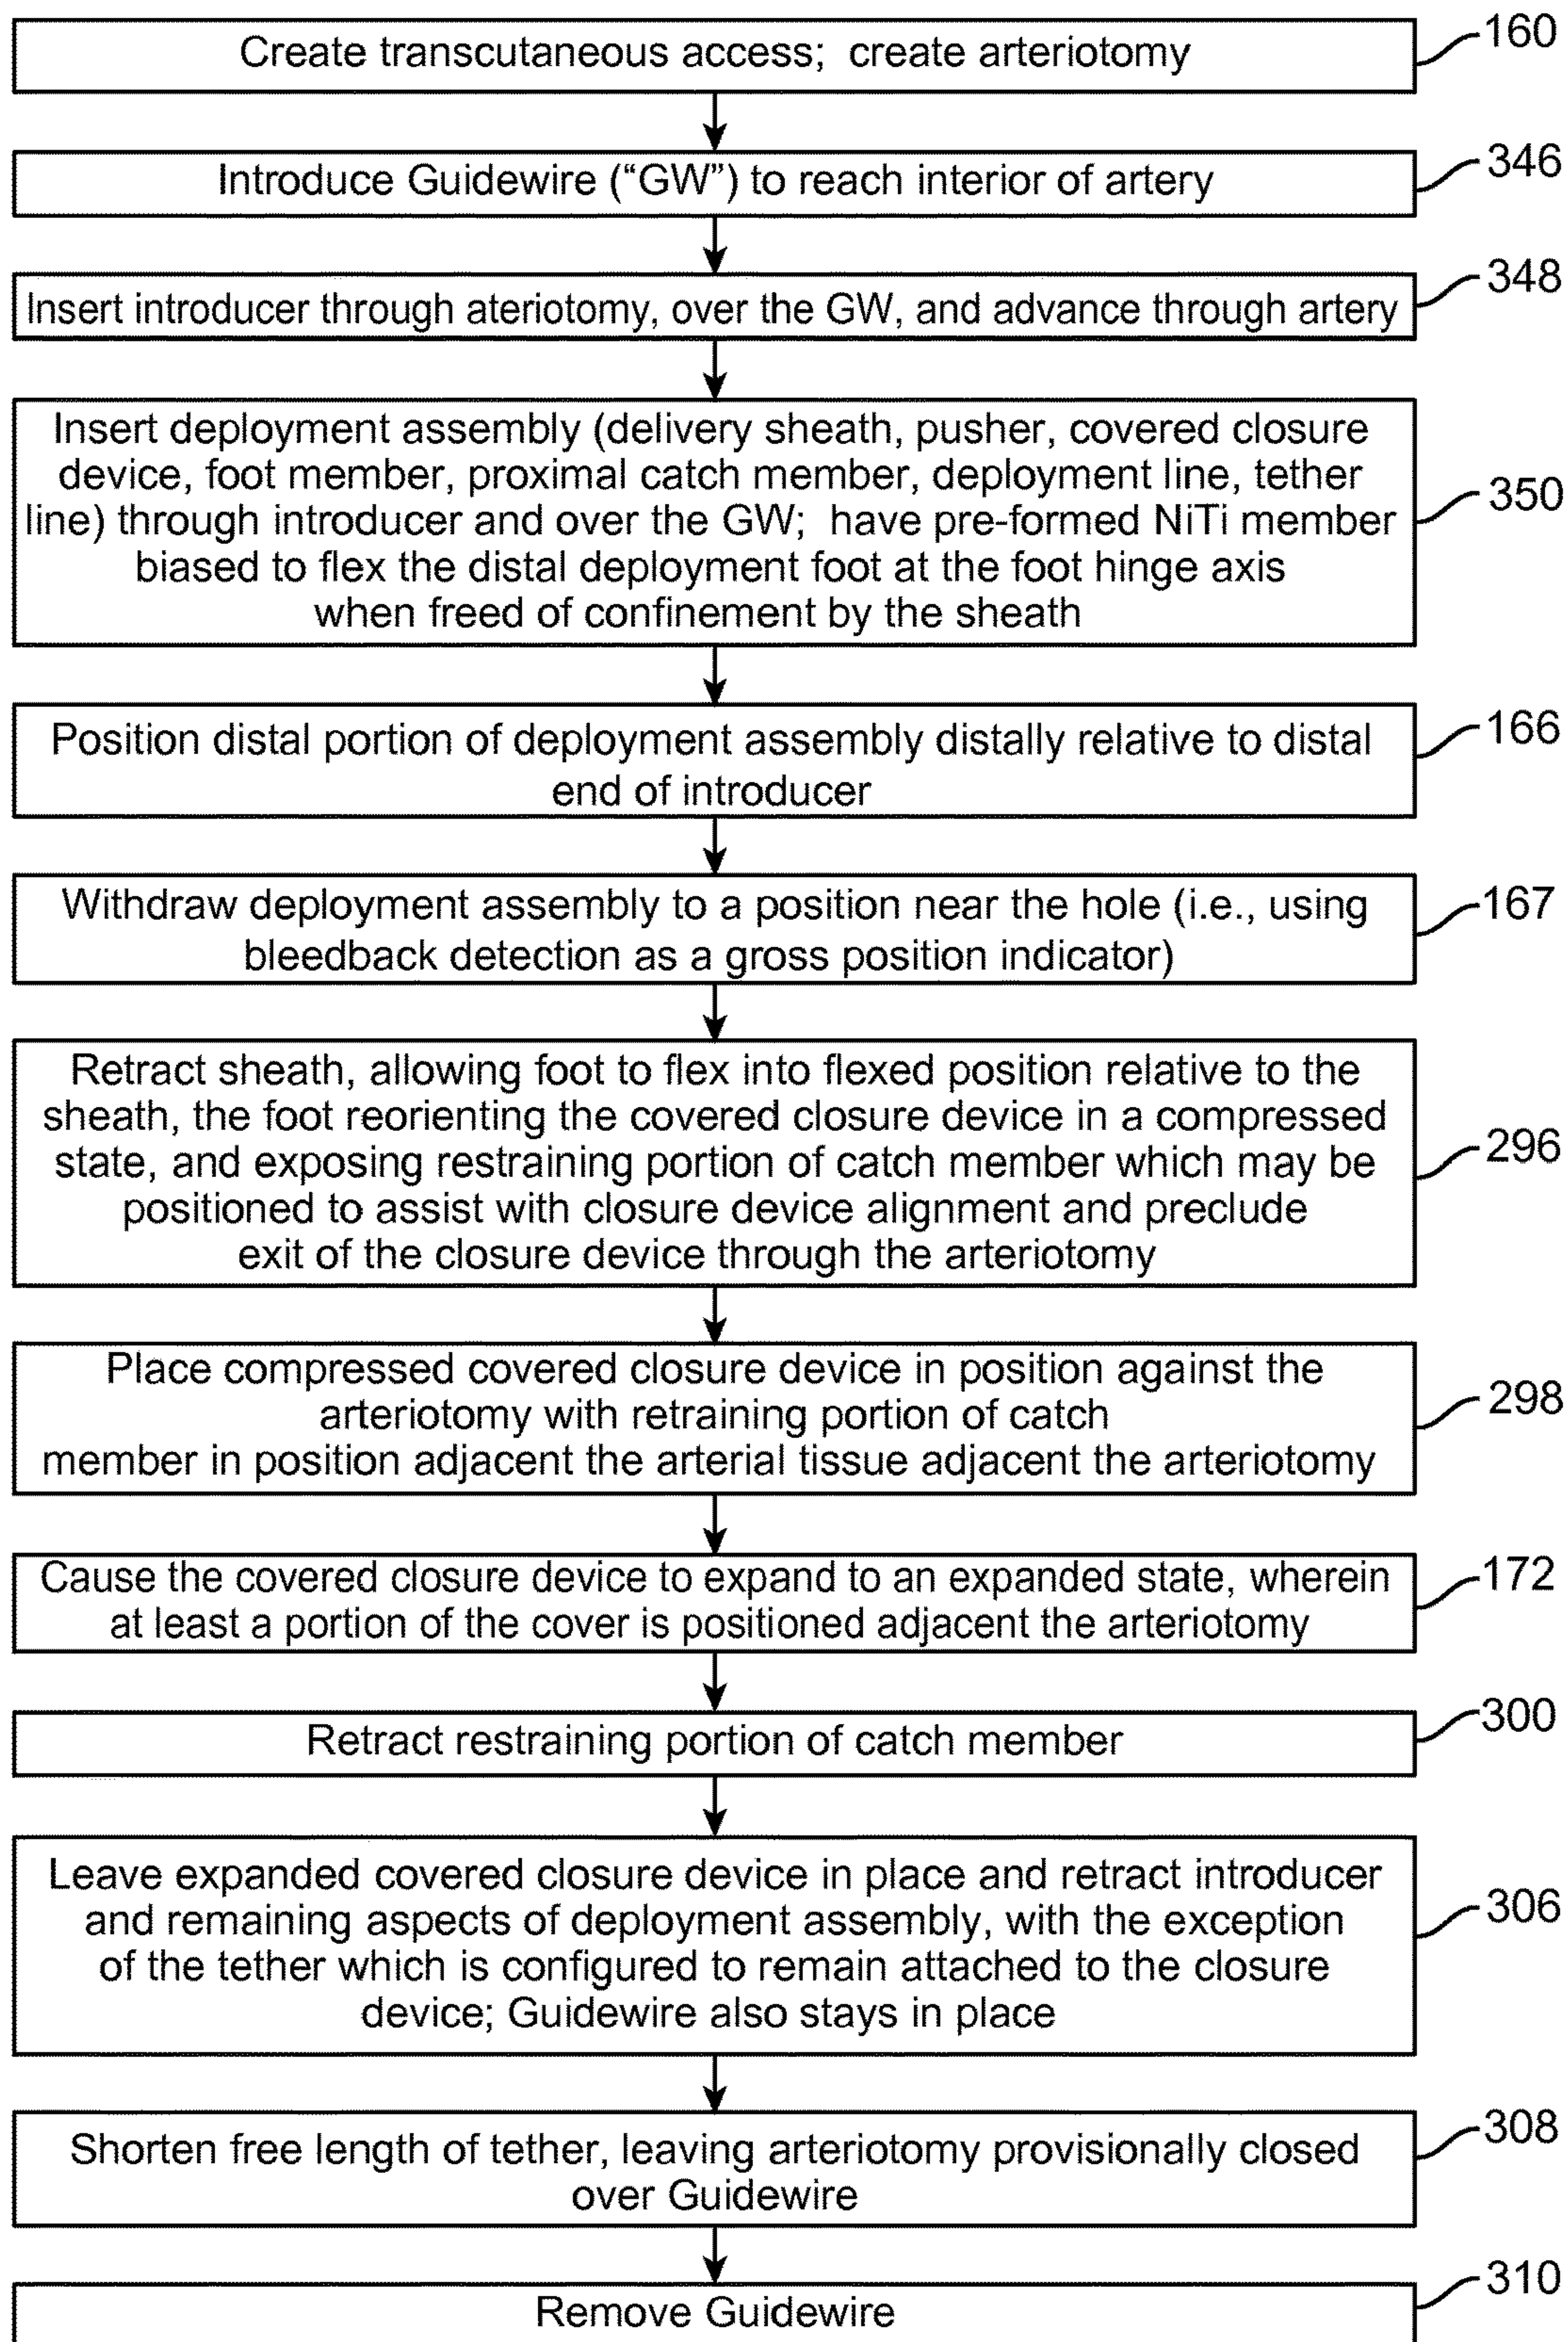 Create transcutaneous access; create arteriotomy
160
Introduce Guidewire (“GW”) to reach interior of artery
346
Insert introducer through ateriotomy, over the GW, and advance through artery
348
Insert deployment assembly (delivery sheath, pusher, covered closure
device, foot member, proximal catch member, deployment line, tether
line) through introducer and over the GW; have pre-formed NiTi member
biased to flex the distal deployment foot at the foot hinge axis
when freed of confinement by the sheath
350
Position distal portion of deployment assembly distally relative to distal
end of introducer
166
Withdraw deployment assembly to a position near the hole (i.e., using
bleedback detection as a gross position indicator)
167
Retract sheath, allowing foot to flex into flexed position relative to the
sheath, the foot reorienting the covered closure device in a compressed
state, and exposing restraining portion of catch member which may be
positioned to assist with closure device alignment and preclude
exit of the closure device through the arteriotomy
296
Place compressed covered closure device in position against the
arteriotomy with retraining portion of catch
member in position adjacent the arterial tissue adjacent the arteriotomy
298
Cause the covered closure device to expand to an expanded state, wherein
at least a portion of the cover is positioned adjacent the arteriotomy
172
Retract restraining portion of catch member
300
Leave expanded covered closure device in place and retract introducer
and remaining aspects of deployment assembly, with the exception
of the tether which is configured to remain attached to the closure
device; Guidewire also stays in place
306
Shorten free length of tether, leaving arteriotomy provisionally closed
over Guidewire
308
Remove Guidewire
310